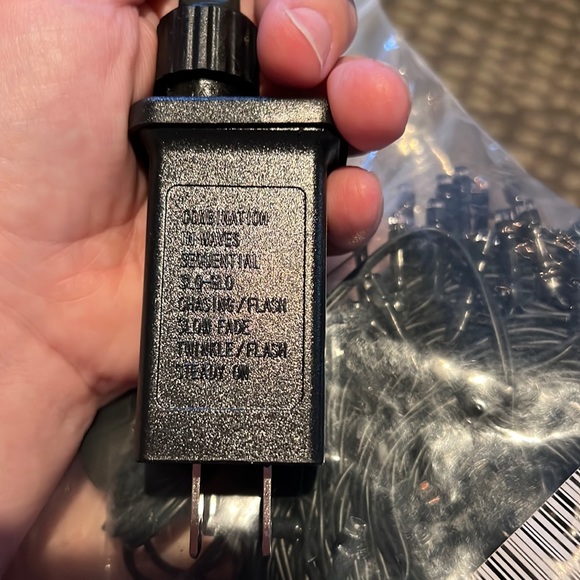 COMBINATION
IN WAVES
SEQUENTIAL
SLO-GLO
CHASING/FLASH
SLOW FADE
TWINKLE/FLASH
STEADY ON